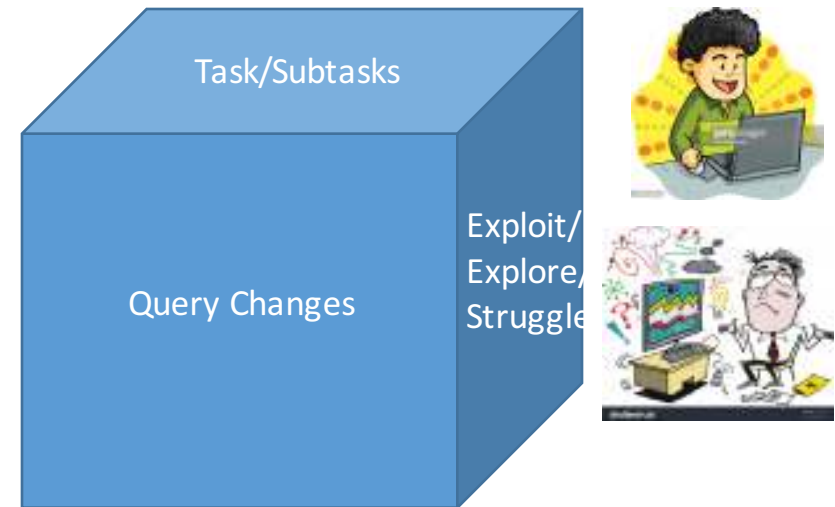 Task/Subtasks
Exploit/
Explore/
Struggle
Query Changes